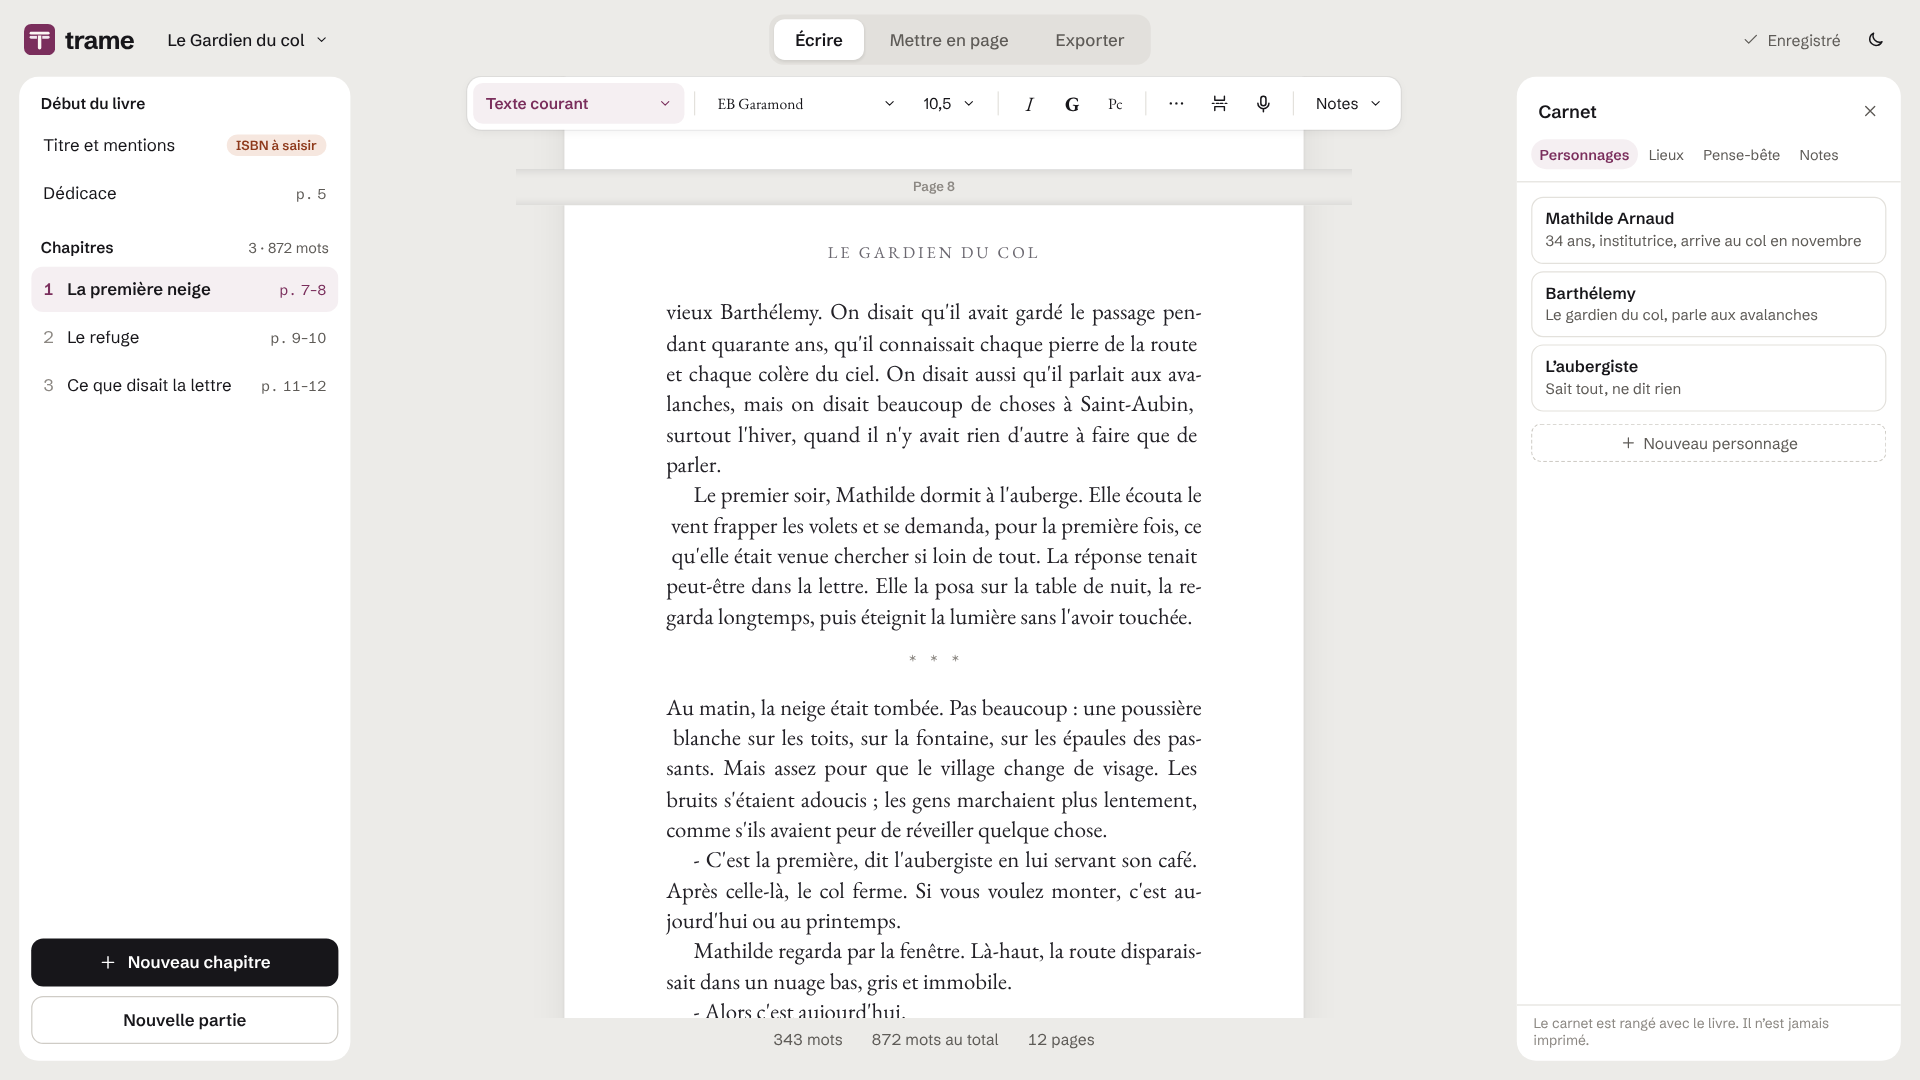 trame
Le Gardien du col
Écrire
Mettre en page
Exporter
Enregistré
Début du livre
Titre et mentions
ISBN à saisir
Dédicace
p. 5
Chapitres
3 · 872 mots
1 La première neige p. 7–8
2 Le refuge p. 9–10
3 Ce que disait la lettre p. 11–12
Nouveau chapitre
Nouvelle partie
Texte courant
EB Garamond
10,5
I
G
Pc
···
Notes
Page 8
LE GARDIEN DU COL
vieux Barthélemy. On disait qu'il avait gardé le passage pen-
dant quarante ans, qu'il connaissait chaque pierre de la route
et chaque colère du ciel. On disait aussi qu'il parlait aux ava-
lanches, mais on disait beaucoup de choses à Saint-Aubin,
surtout l'hiver, quand il n'y avait rien d'autre à faire que de
parler.
Le premier soir, Mathilde dormit à l'auberge. Elle écouta le
vent frapper les volets et se demanda, pour la première fois, ce
qu'elle était venue chercher si loin de tout. La réponse tenait
peut-être dans la lettre. Elle la posa sur la table de nuit, la re-
garda longtemps, puis éteignit la lumière sans l'avoir touchée.
* * *
Au matin, la neige était tombée. Pas beaucoup : une poussière
blanche sur les toits, sur la fontaine, sur les épaules des pas-
sants. Mais assez pour que le village change de visage. Les
bruits s'étaient adoucis ; les gens marchaient plus lentement,
comme s'ils avaient peur de réveiller quelque chose.
- C'est la première, dit l'aubergiste en lui servant son café.
Après celle-là, le col ferme. Si vous voulez monter, c'est au-
jourd'hui ou au printemps.
Mathilde regarda par la fenêtre. Là-haut, la route disparais-
sait dans un nuage bas, gris et immobile.
- Alors c'est aujourd'hui.
343 mots
872 mots au total
12 pages
Carnet
Personnages
Lieux
Pense-bête
Notes
Mathilde Arnaud
34 ans, institutrice, arrive au col en novembre
Barthélemy
Le gardien du col, parle aux avalanches
L’aubergiste
Sait tout, ne dit rien
Nouveau personnage
Le carnet est rangé avec le livre. Il n’est jamais
imprimé.